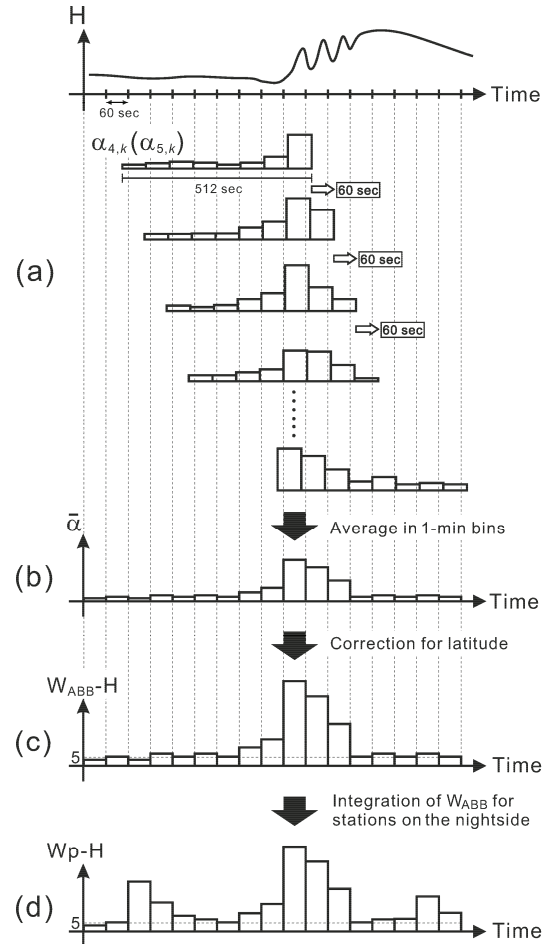 H
Time
60 sec
α4,k(α5,k)
512 sec
60 sec
(a)
60 sec
60 sec
ᾱ
Average in 1-min bins
(b)
Time
Correction for latitude
WABB-H
(c)
5
Time
Integration of WABB for
stations on the nightside
Wp-H
(d)
5
Time